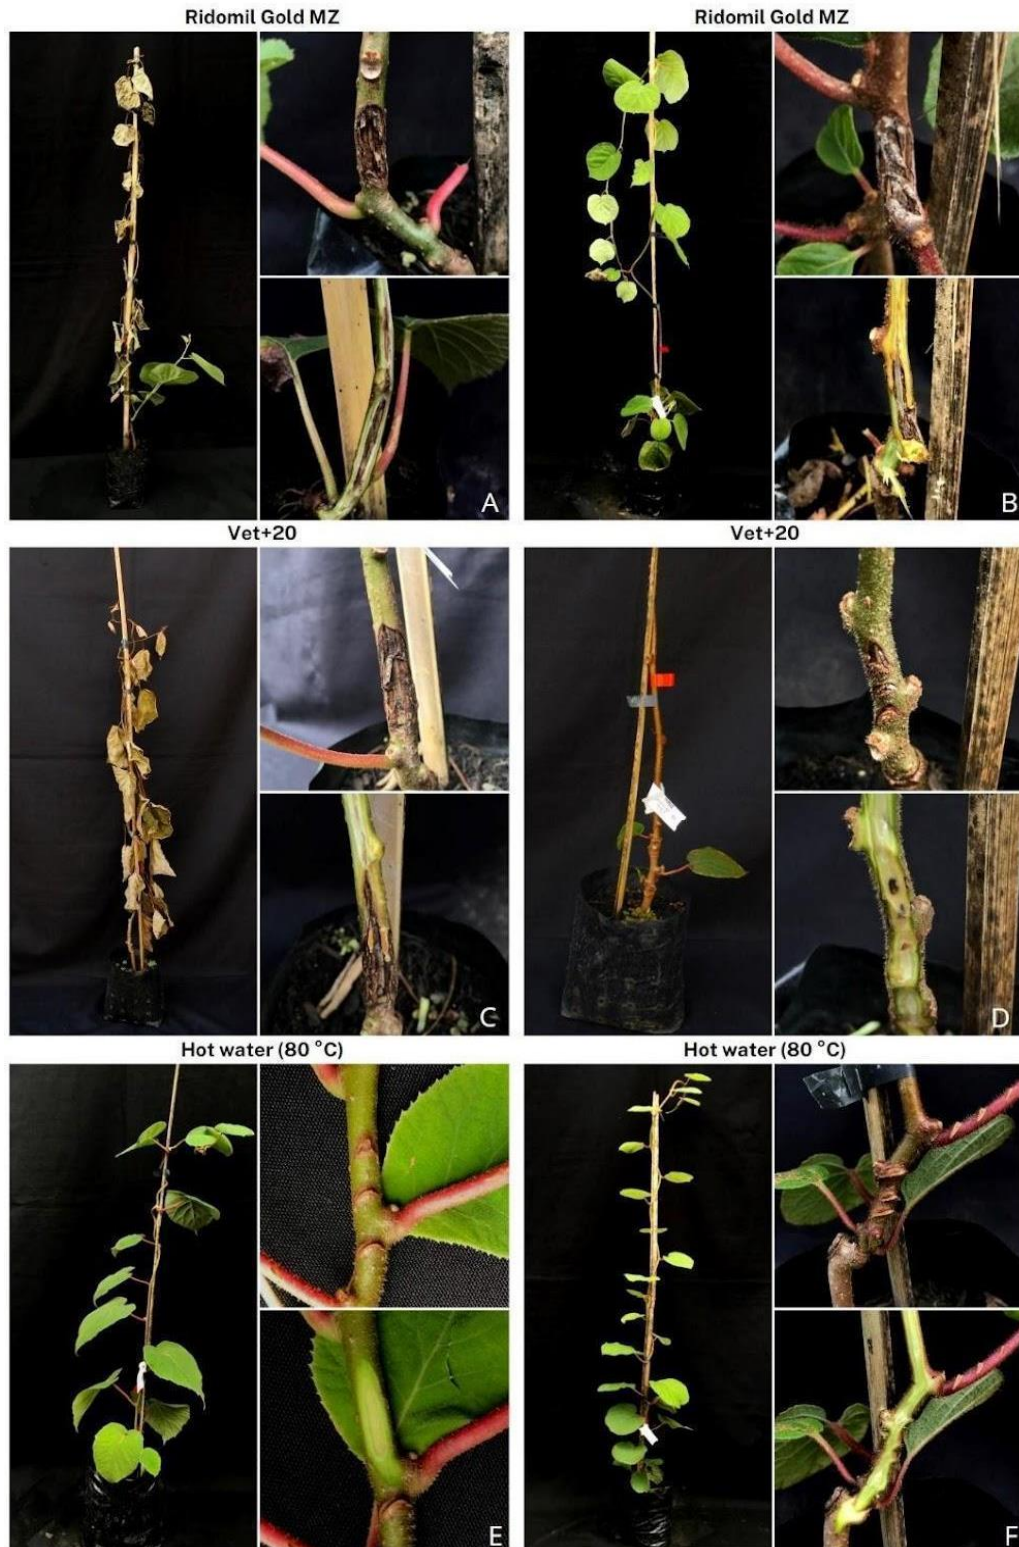 Ridomil Gold MZ
Ridomil Gold MZ
A
B
Vet+20
Vet+20
C
D
Hot water (80 °C)
Hot water (80 °C)
E
F